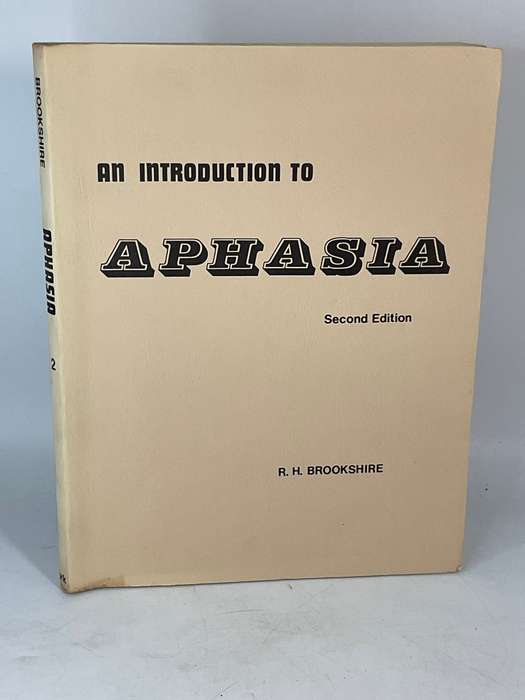 AN INTRODUCTION TO
APHASIA
Second Edition
R. H. BROOKSHIRE
BROOKSHIRE
APHASIA
2